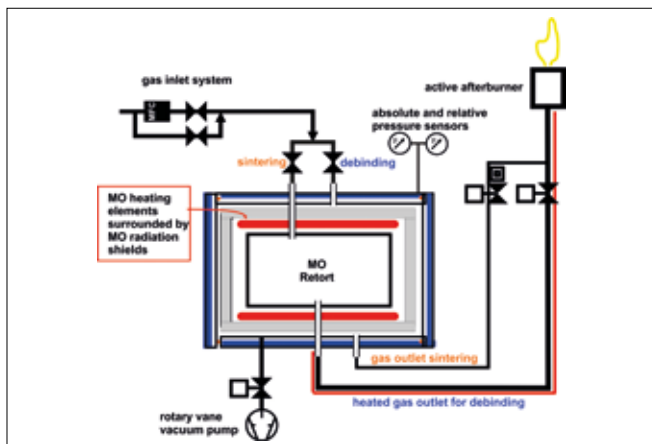 gas inlet system
active afterburner
MFC
absolute and relative
pressure sensors
sintering
debinding
MO heating
elements
surrounded by
MO radiation
shields
MO
Retort
gas outlet sintering
heated gas outlet for debinding
rotary vane
vacuum pump